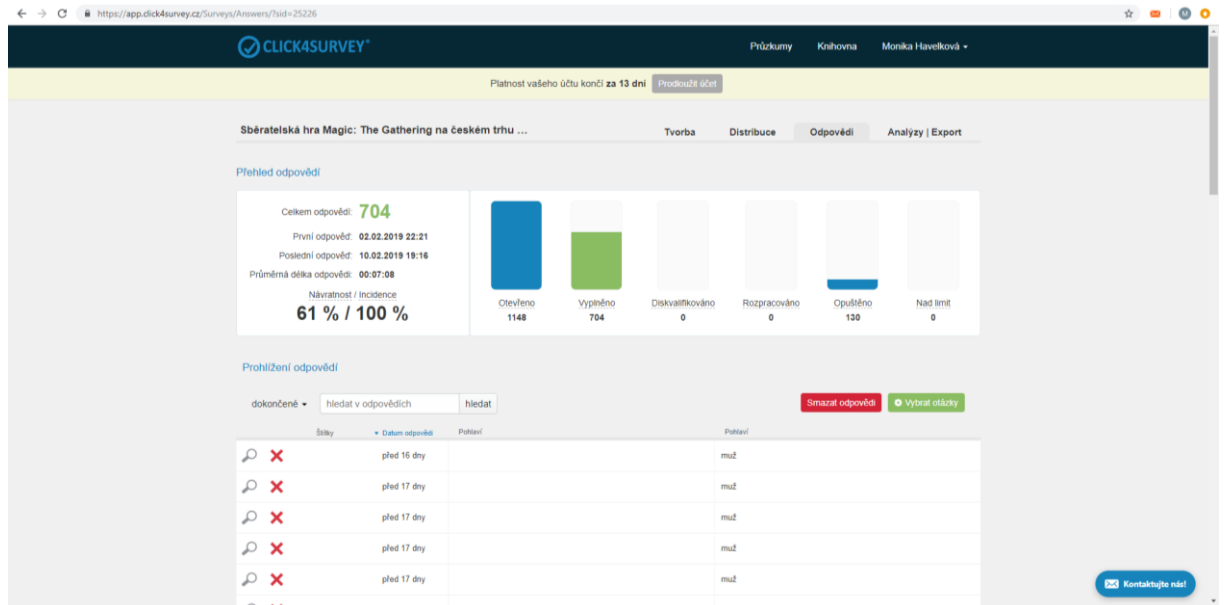 https://app.click4survey.cz/Surveys/Answers/?sid=25226
CLICK4SURVEY®
Průzkumy Knihovna Monika Havelková
Platnost vašeho účtu končí za 13 dní Prodloužit účet
Sběratelská hra Magic: The Gathering na českém trhu ...
Tvorba Distribuce Odpovědi Analýzy | Export
Přehled odpovědí
Celkem odpovědí: 704
První odpověď: 02.02.2019 22:21
Poslední odpověď: 10.02.2019 19:16
Průměrná délka odpovědi: 00:07:08
Návratnost / Incidence
61 % / 100 %
Otevřeno Vyplněno Diskvalifikováno Rozpracováno Opuštěno Nad limit
1148 704 0 0 130 0
Prohlížení odpovědí
dokončené hledat v odpovědích hledat Smazat odpovědi Vybrat otázky
Štítky Datum odpovědi Pohlaví Pohlaví
před 16 dny muž
před 17 dny muž
před 17 dny muž
před 17 dny muž
před 17 dny muž
Kontaktujte nás!